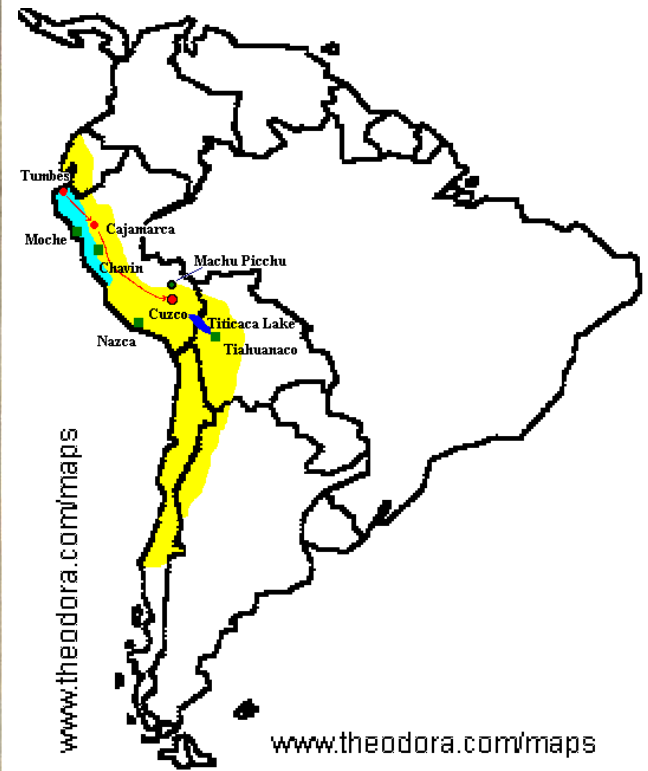 Tumbes
Cajamarca
Moche
Chavin
Machu Picchu
Cuzco
Titicaca Lake
Nazca
Tiahuanaco
www.theodora.com/maps
www.theodora.com/maps